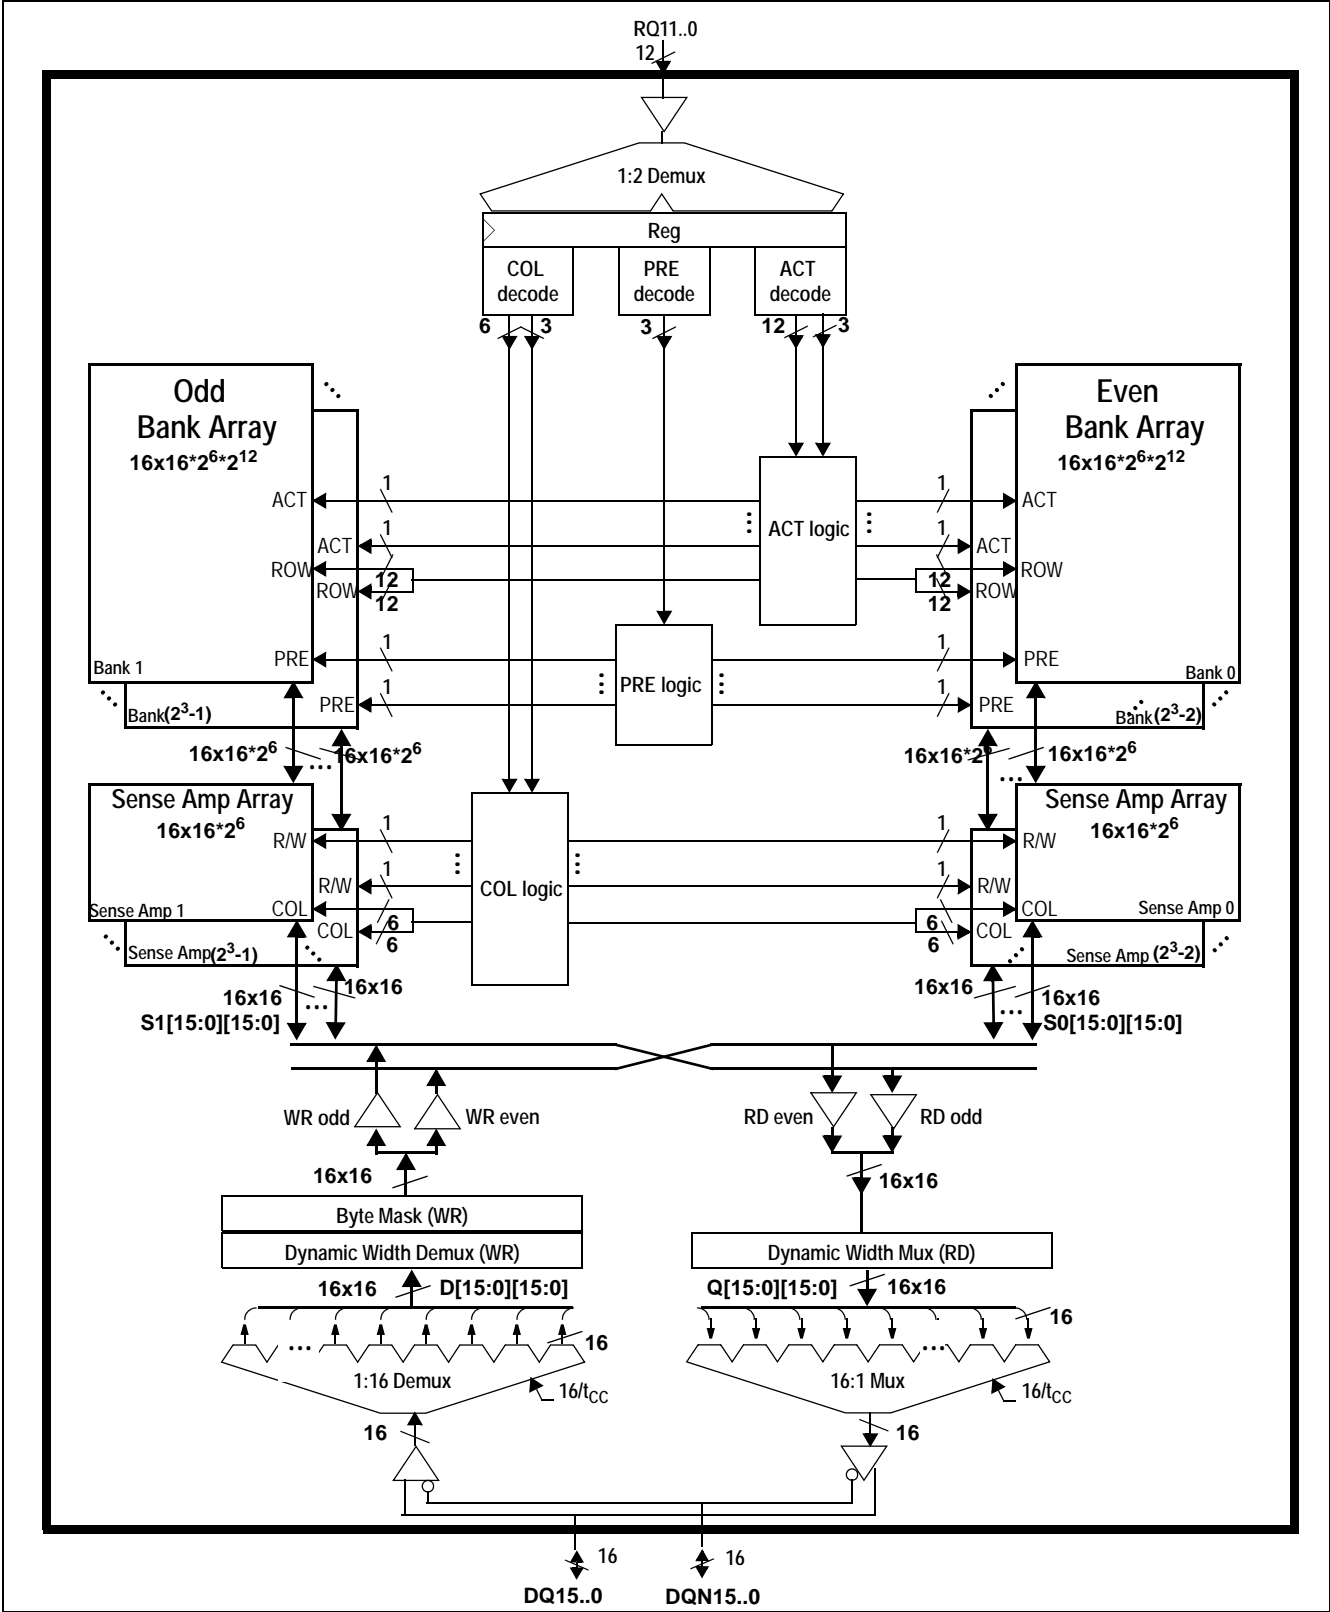 RQ11..0
12
1:2 Demux
Reg
COL decode
PRE decode
ACT decode
6
3
3
12
3
Odd
Bank Array
16x16*2^6*2^12
Even
Bank Array
16x16*2^6*2^12
ACT
1
1
ACT
ACT logic
ACT
1
1
ACT
ROW
12
12
ROW
ROW
12
12
ROW
PRE
1
1
PRE
Bank 1
PRE logic
Bank 0
PRE
1
1
PRE
Bank(2^3-1)
Bank(2^3-2)
16x16*2^6
16x16*2^6
16x16*2^6
16x16*2^6
Sense Amp Array
16x16*2^6
Sense Amp Array
16x16*2^6
R/W
1
1
R/W
R/W
1
COL logic
1
R/W
COL
6
6
COL
Sense Amp 1
Sense Amp 0
COL
6
6
COL
Sense Amp(2^3-1)
Sense Amp (2^3-2)
16x16
16x16
16x16
16x16
S1[15:0][15:0]
S0[15:0][15:0]
WR odd
WR even
RD even
RD odd
16x16
16x16
Byte Mask (WR)
Dynamic Width Demux (WR)
Dynamic Width Mux (RD)
16x16
D[15:0][15:0]
Q[15:0][15:0]
16x16
16
16
1:16 Demux
16/tCC
16:1 Mux
16/tCC
16
16
16
16
DQ15..0
DQN15..0